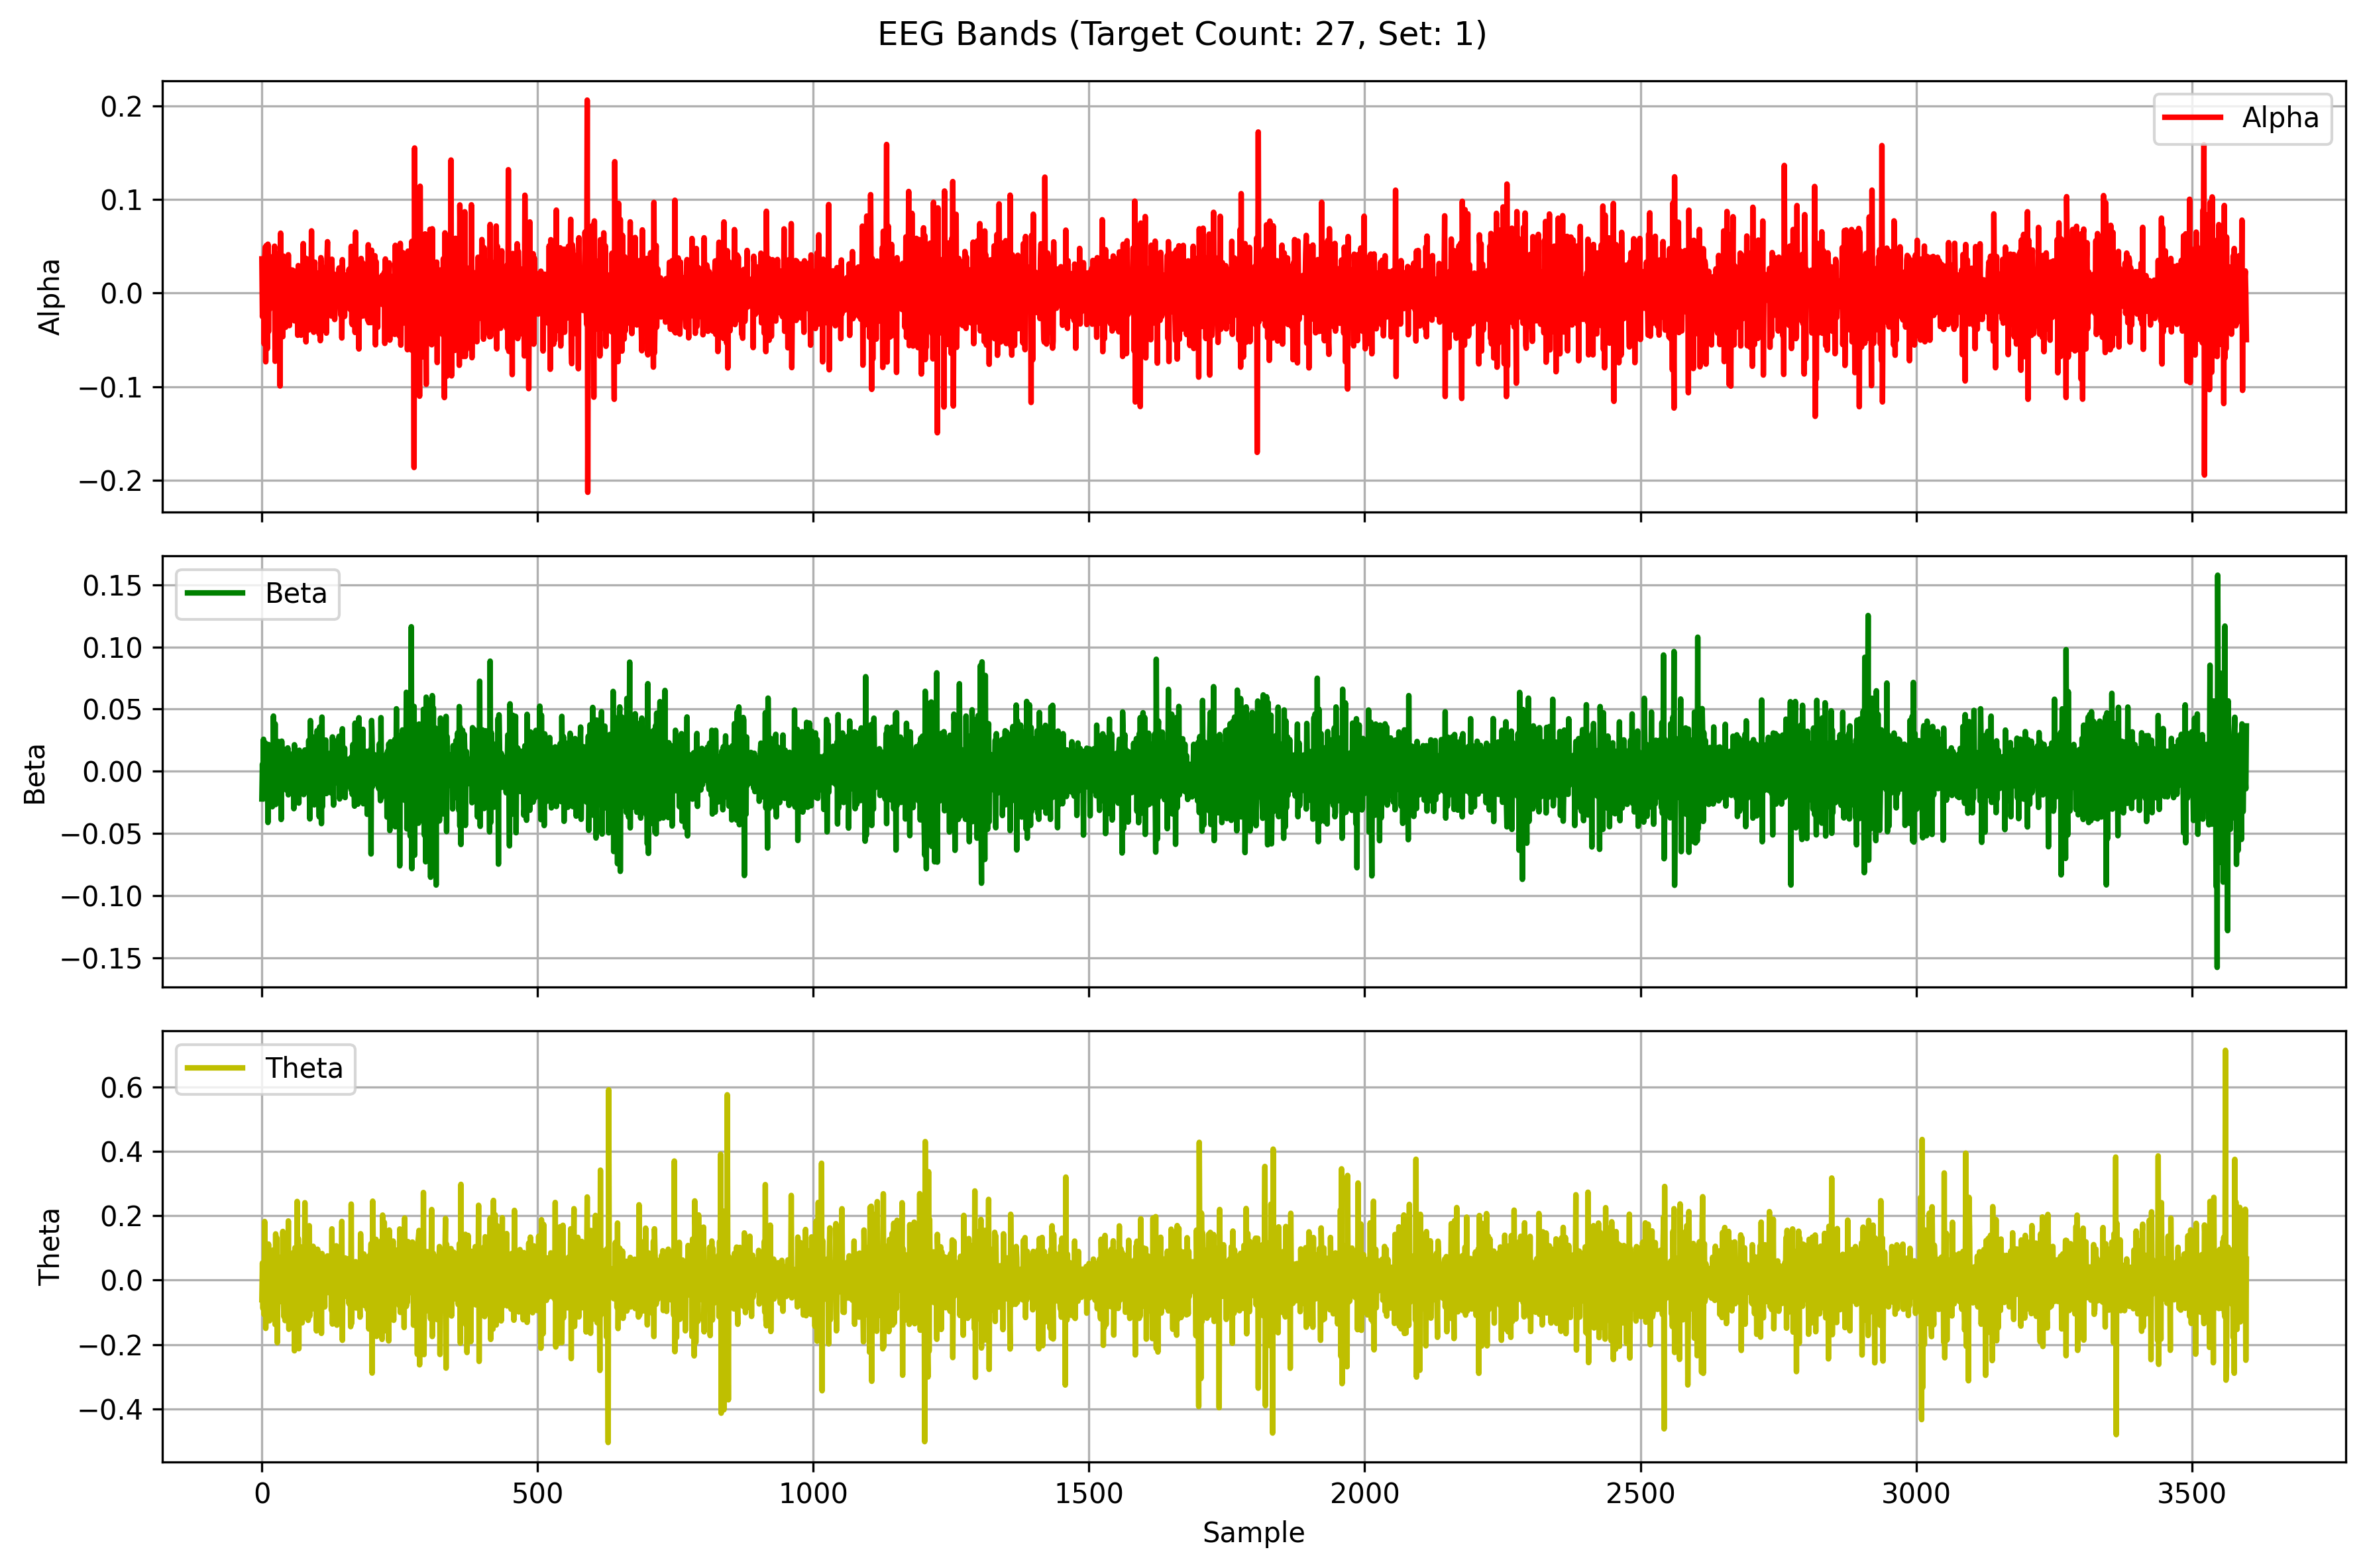 EEG Bands (Target Count: 27, Set: 1)
0.2
0.1
0.0
−0.1
−0.2
Alpha
Alpha
0.15
0.10
0.05
0.00
−0.05
−0.10
−0.15
Beta
Beta
0.6
0.4
0.2
0.0
−0.2
−0.4
Theta
Theta
0 500 1000 1500 2000 2500 3000 3500
Sample